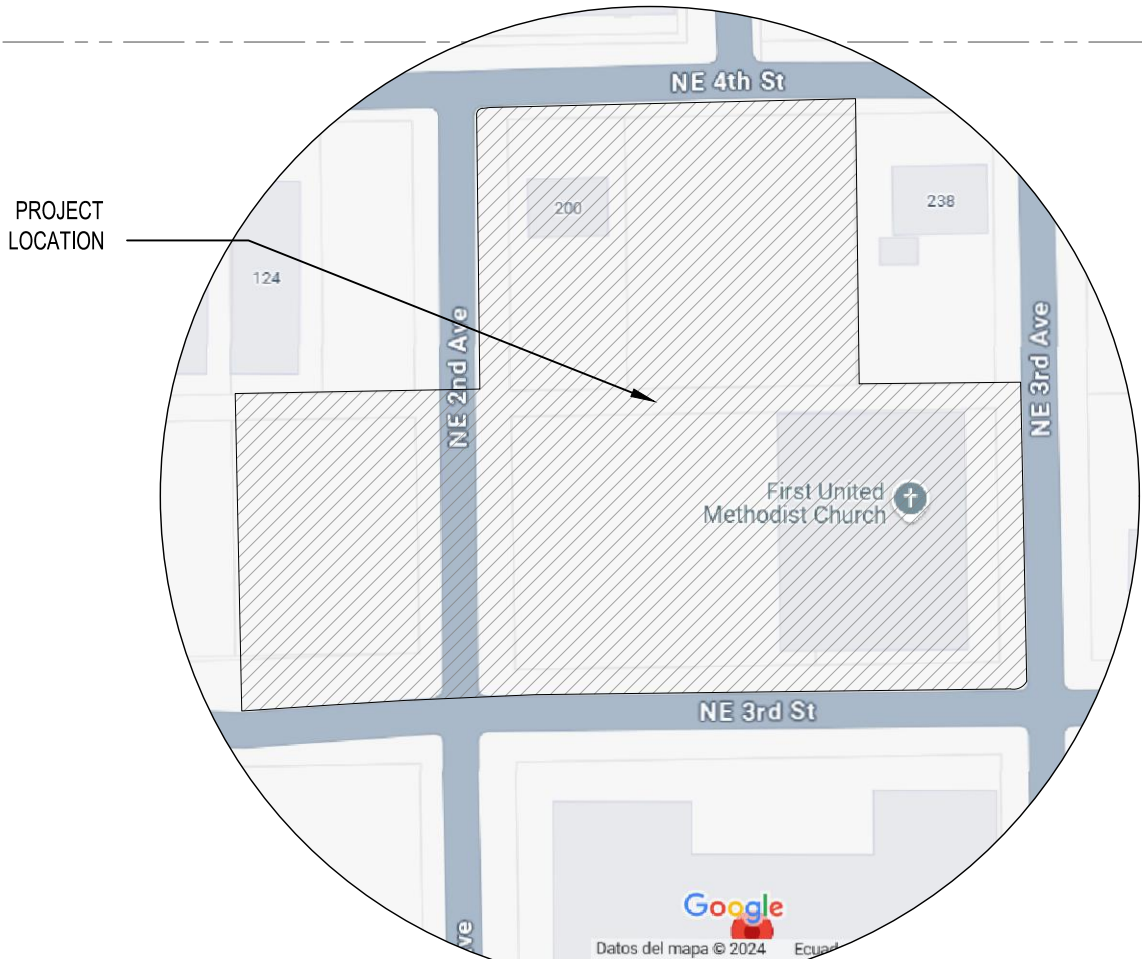 NE 4th St
PROJECT
LOCATION
200
238
124
NE 2nd Ave
NE 3rd Ave
First United
Methodist Church
NE 3rd St
Google
Datos del mapa © 2024